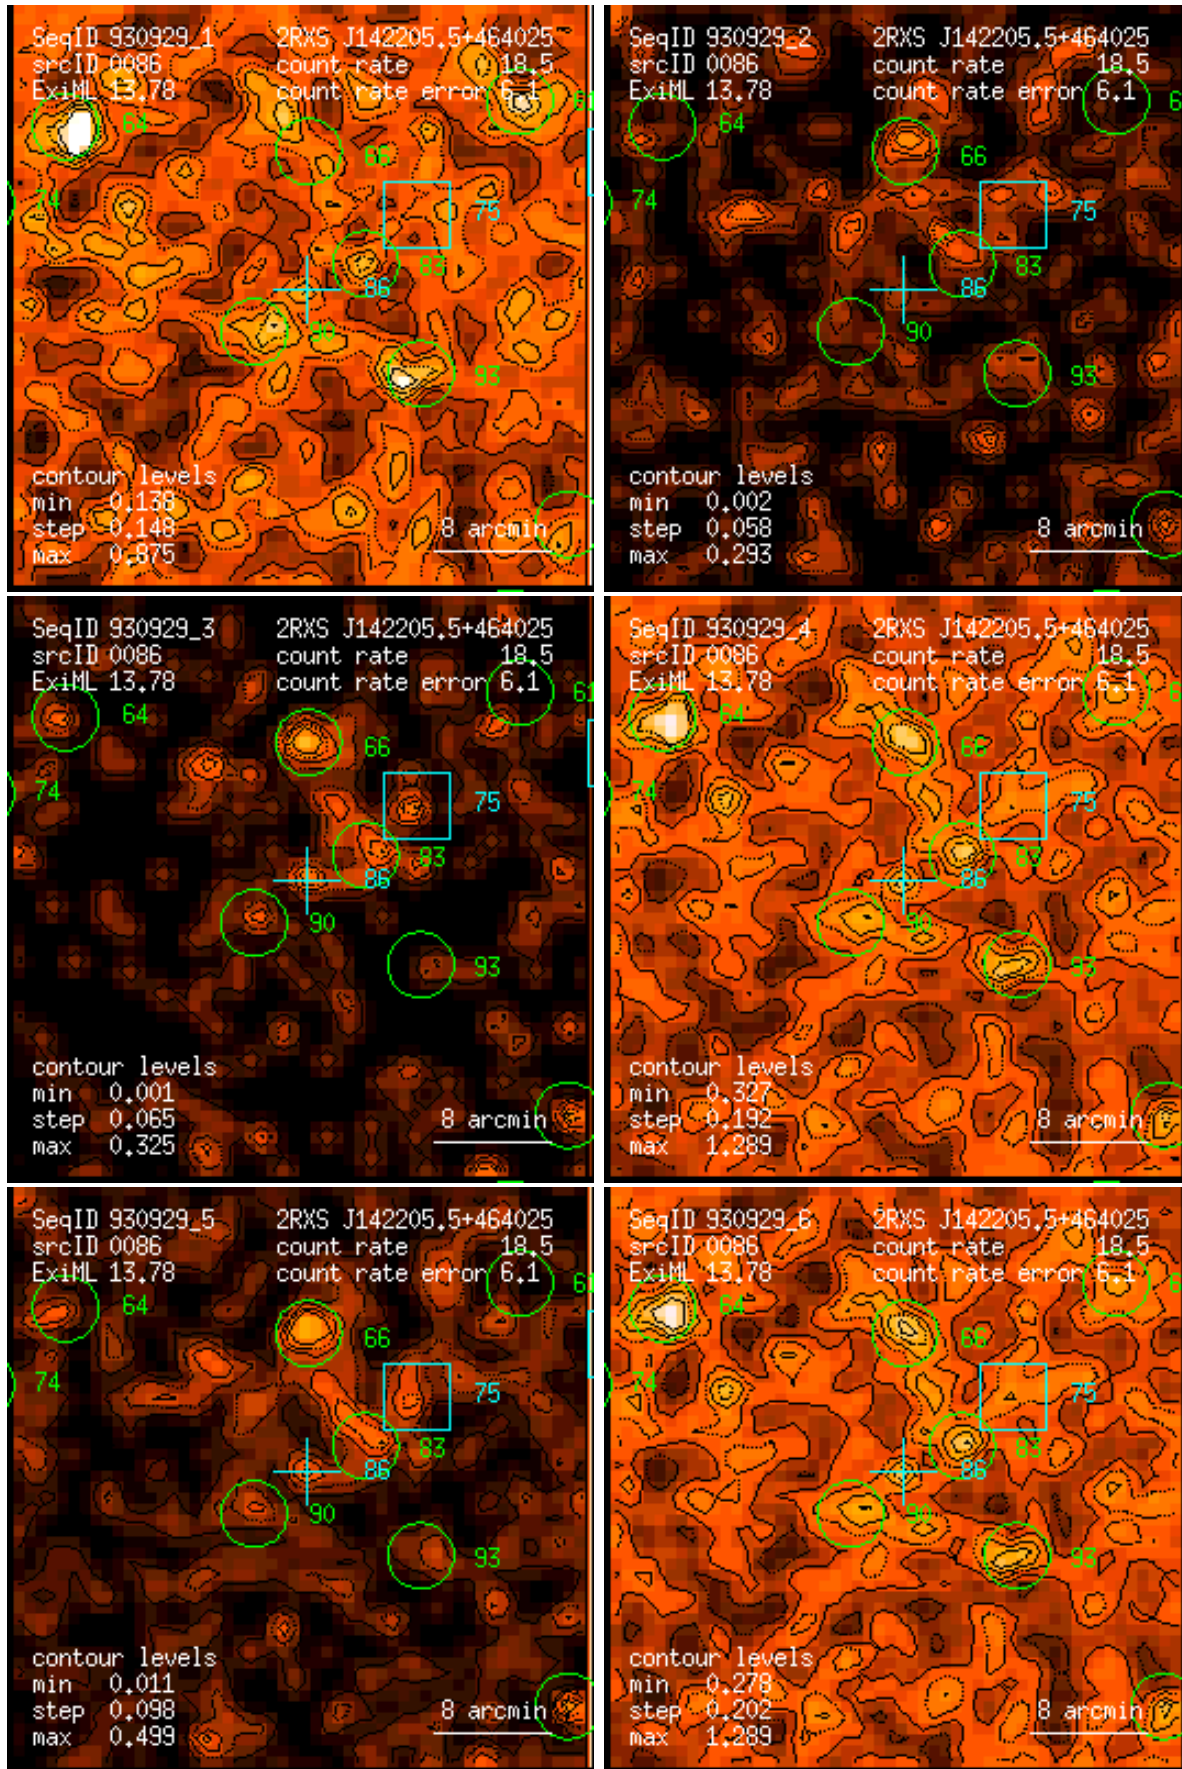 SeqID 930929_1 2RXS J142205.5+464025
srcID 0086 count rate 18.5
ExiML 13.78 count rate error 6.1
61
64
66
74
75
83
86
90
93
contour levels
min 0.138
step 0.148
max 0.875
8 arcmin
SeqID 930929_2 2RXS J142205.5+464025
srcID 0086 count rate 18.5
ExiML 13.78 count rate error 6.1
6
64
66
74
75
83
86
90
93
contour levels
min 0.002
step 0.058
max 0.293
8 arcmin
SeqID 930929_3 2RXS J142205.5+464025
srcID 0086 count rate 18.5
ExiML 13.78 count rate error 6.1
61
64
66
74
75
83
86
90
93
contour levels
min 0.001
step 0.065
max 0.325
8 arcmin
SeqID 930929_4 2RXS J142205.5+464025
srcID 0086 count rate 18.5
ExiML 13.78 count rate error 6.1
6
64
66
74
75
83
86
90
93
contour levels
min 0.327
step 0.192
max 1.289
8 arcmin
SeqID 930929_5 2RXS J142205.5+464025
srcID 0086 count rate 18.5
ExiML 13.78 count rate error 6.1
61
64
66
74
75
83
86
90
93
contour levels
min 0.011
step 0.098
max 0.499
8 arcmin
SeqID 930929_6 2RXS J142205.5+464025
srcID 0086 count rate 18.5
ExiML 13.78 count rate error 6.1
6
64
66
74
75
83
86
90
93
contour levels
min 0.278
step 0.202
max 1.289
8 arcmin